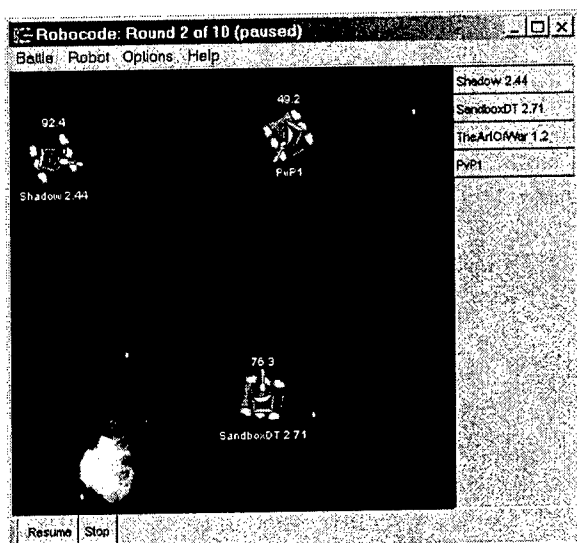 Robocode: Round 2 of 10 (paused)
Battle Robot Options Help
Shadow 2.44
SandboxDT 2.71
TheArtOfWar 1.2
PvP1
92.4
49.2
PvP1
Shadow 2.44
76.3
SandboxDT 2.71
Resume Stop